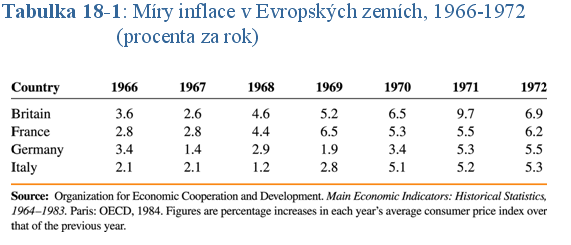 Tabulka 18-1: Míry inflace v Evropských zemích, 1966-1972
(procenta za rok)
Country 1966 1967 1968 1969 1970 1971 1972
Britain 3.6 2.6 4.6 5.2 6.5 9.7 6.9
France 2.8 2.8 4.4 6.5 5.3 5.5 6.2
Germany 3.4 1.4 2.9 1.9 3.4 5.3 5.5
Italy 2.1 2.1 1.2 2.8 5.1 5.2 5.3
Source: Organization for Economic Cooperation and Development. Main Economic Indicators: Historical Statistics,
1964–1983. Paris: OECD, 1984. Figures are percentage increases in each year's average consumer price index over
that of the previous year.